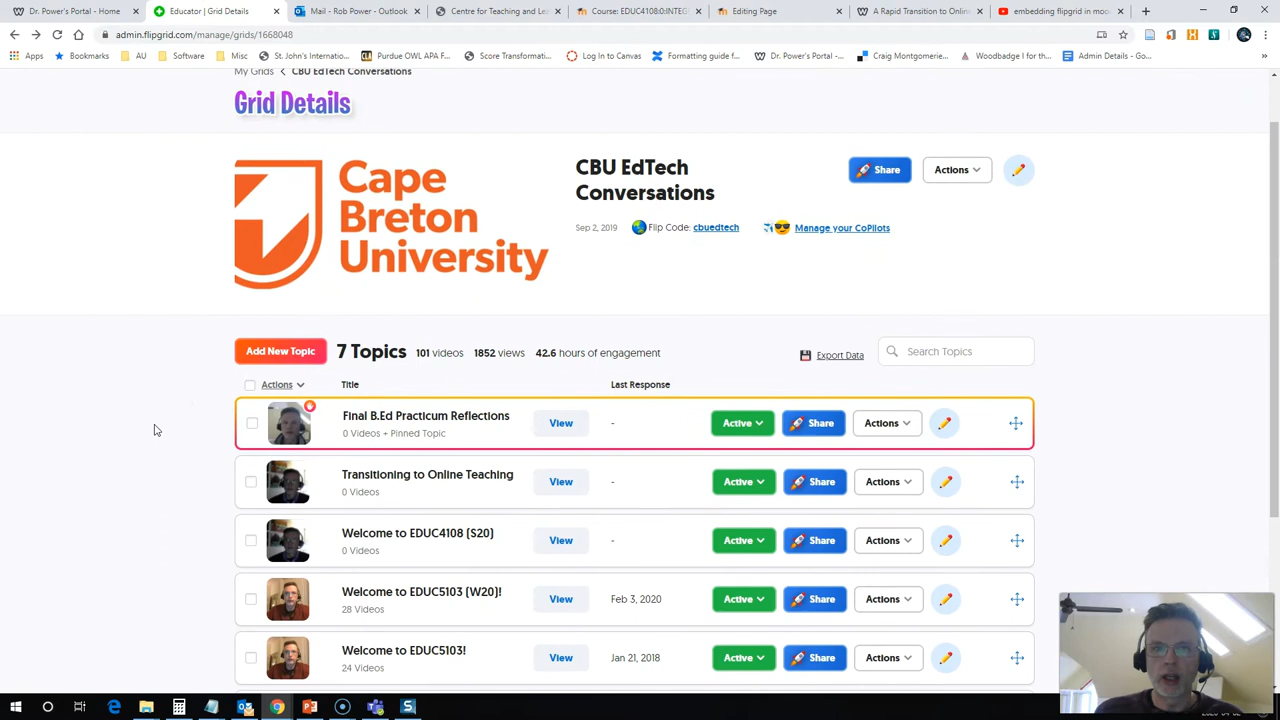 Dr. Power's Portal - Home
Educator | Grid Details
Mail - Rob Power - Outlook
Centre for Teaching and Le
Course: EDUC4108:0:INTEG
Editing Page
A Rapid Transition to Onlin
embedding flipgrid in moo
admin.flipgrid.com/manage/grids/1668048
Apps
Bookmarks
AU
Software
St. John's Internatio...
Purdue OWL APA F...
Score Transformati...
Log In to Canvas
Formatting guide f...
Dr. Power's Portal -...
Craig Montgomerie...
Woodbadge I for th...
Admin Details - Go...
My Grids < CBU EdTech Conversations
Grid Details
Cape
Breton
University
CBU EdTech
Conversations
Share
Actions
Sep 2, 2019
Flip Code: cbuedtech
Manage your CoPilots
Add New Topic
7 Topics
101 videos
1852 views
42.6 hours of engagement
Export Data
Search Topics
Actions
Title
Last Response
Final B.Ed Practicum Reflections
0 Videos + Pinned Topic
View
-
Active
Share
Actions
Transitioning to Online Teaching
0 Videos
View
-
Active
Share
Actions
Welcome to EDUC4108 (S20)
0 Videos
View
-
Active
Share
Actions
Welcome to EDUC5103 (W20)!
28 Videos
View
Feb 3, 2020
Active
Share
Actions
Welcome to EDUC5103!
24 Videos
View
Jan 21, 2018
Active
Share
Actions